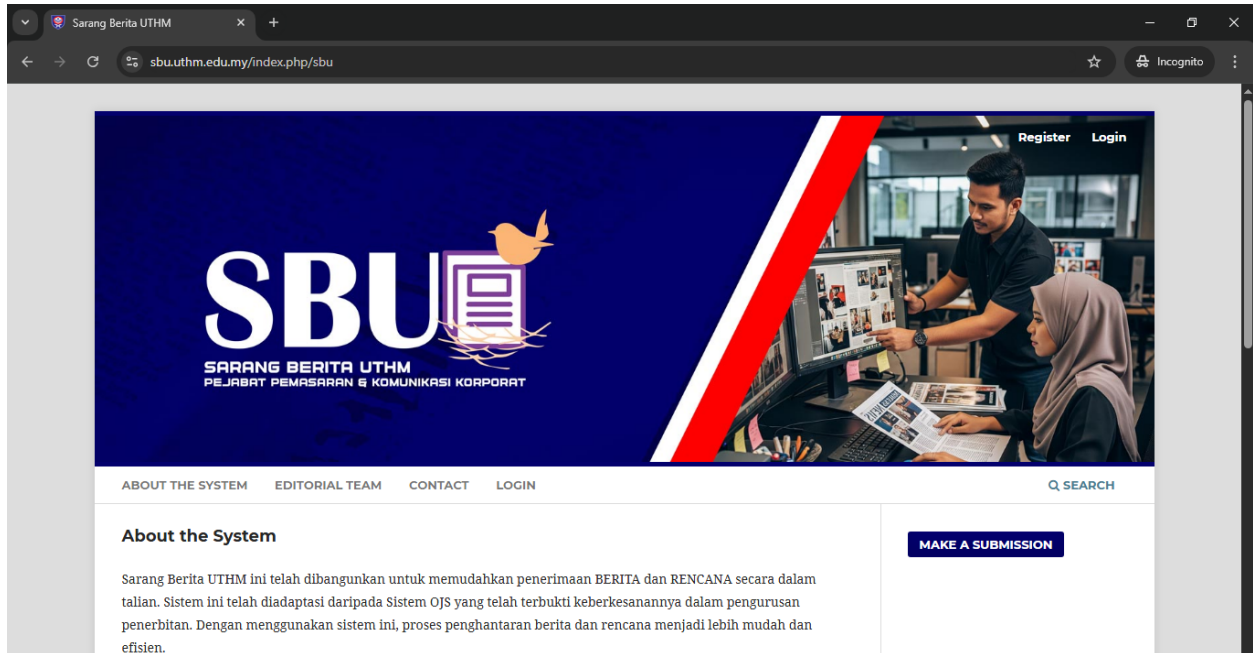 Sarang Berita UTHM
sbu.uthm.edu.my/index.php/sbu
Incognito
Register Login
SBU
SARANG BERITA UTHM
PEJABAT PEMASARAN & KOMUNIKASI KORPORAT
ABOUT THE SYSTEM EDITORIAL TEAM CONTACT LOGIN
SEARCH
About the System
Sarang Berita UTHM ini telah dibangunkan untuk memudahkan penerimaan BERITA dan RENCANA secara dalam
talian. Sistem ini telah diadaptasi daripada Sistem OJS yang telah terbukti keberkesanannya dalam pengurusan
penerbitan. Dengan menggunakan sistem ini, proses penghantaran berita dan rencana menjadi lebih mudah dan
efisien.
MAKE A SUBMISSION